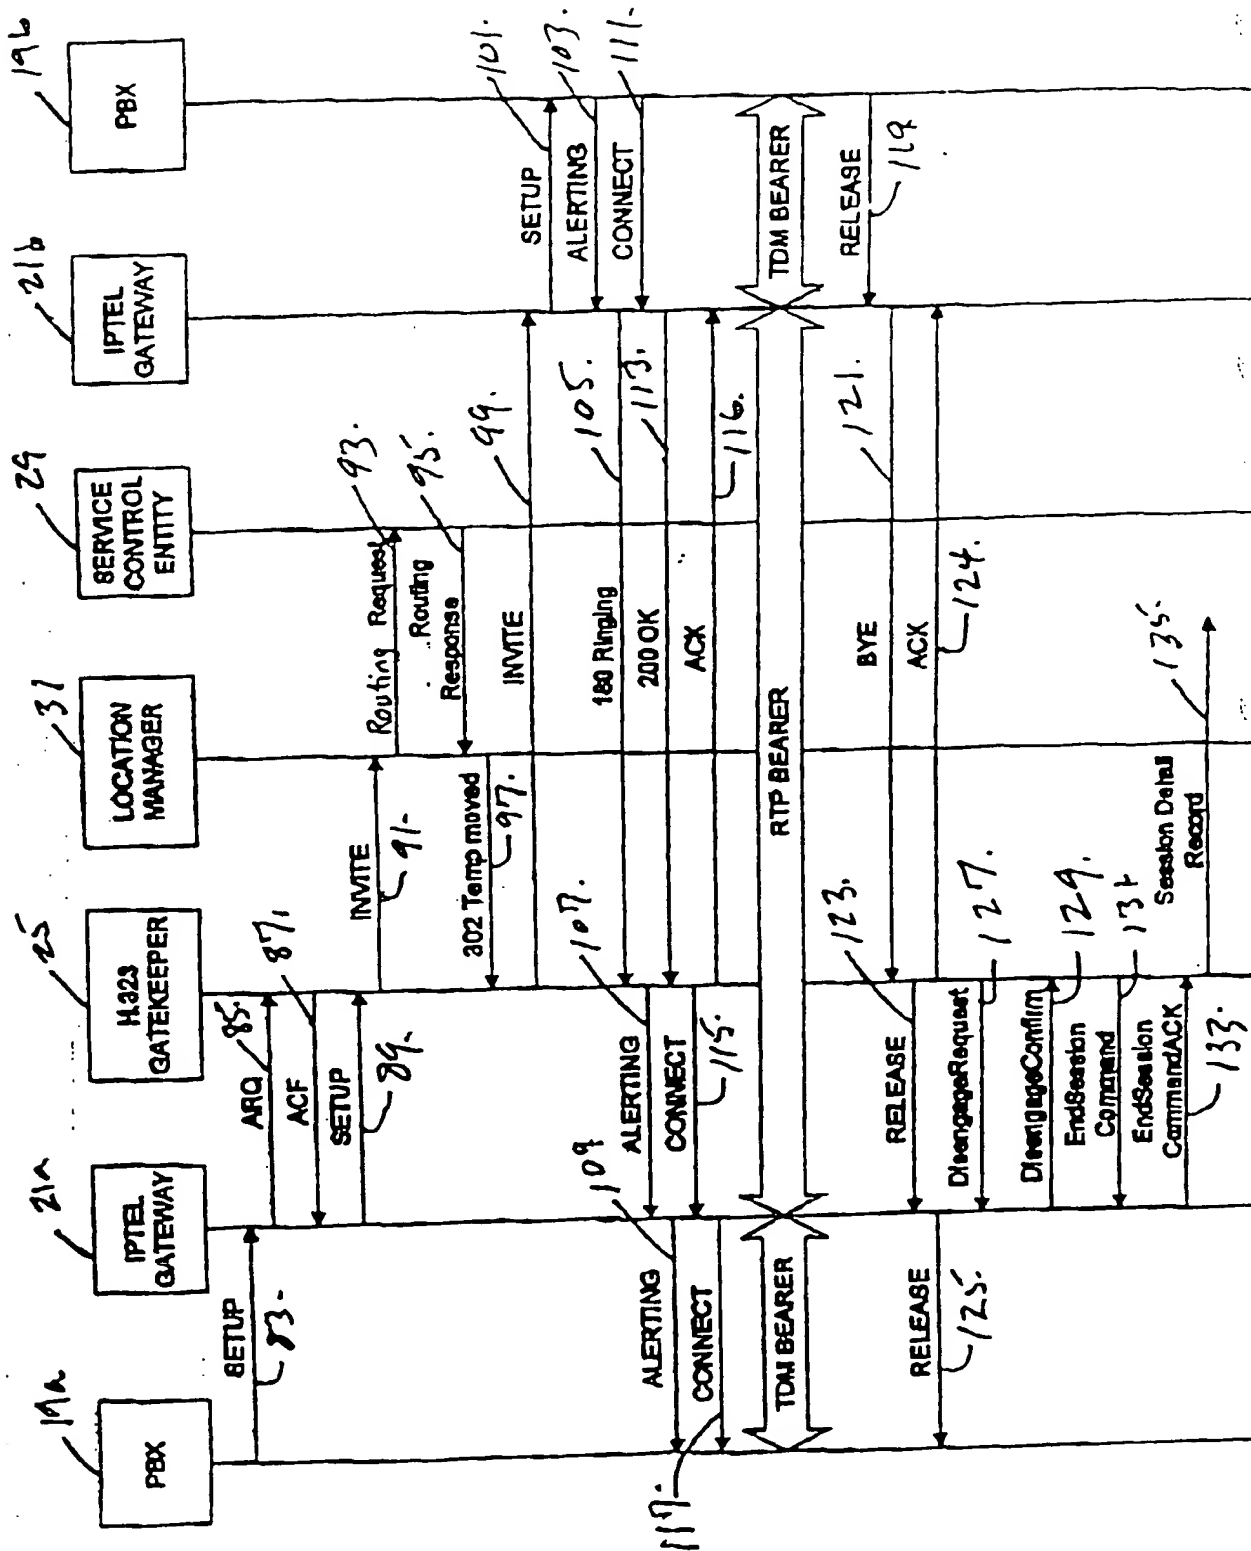 19a
PBX
21a
IPTEL
GATEWAY
25
H.323
GATEKEEPER
31
LOCATION
MANAGER
29
SERVICE
CONTROL
ENTITY
21b
IPTEL
GATEWAY
19b
PBX
SETUP
83.
ARQ
85.
ACF
87.
SETUP
89.
INVITE
91.
Routing Request
93.
Routing
Response
95.
302 Temp moved
97.
INVITE
99.
SETUP
101.
ALERTING
103.
180 Ringing
105.
ALERTING
107.
ALERTING
109
CONNECT
111.
200 OK
113.
CONNECT
115.
ACK
116.
CONNECT
117.
TDM BEARER
RTP BEARER
TDM BEARER
RELEASE
119
BYE
121.
RELEASE
123.
ACK
124.
RELEASE
125.
DisengageRequest
127.
DisengageConfirm
129.
EndSession
Command
131
EndSession
CommandACK
133.
Session Detail
Record
135.